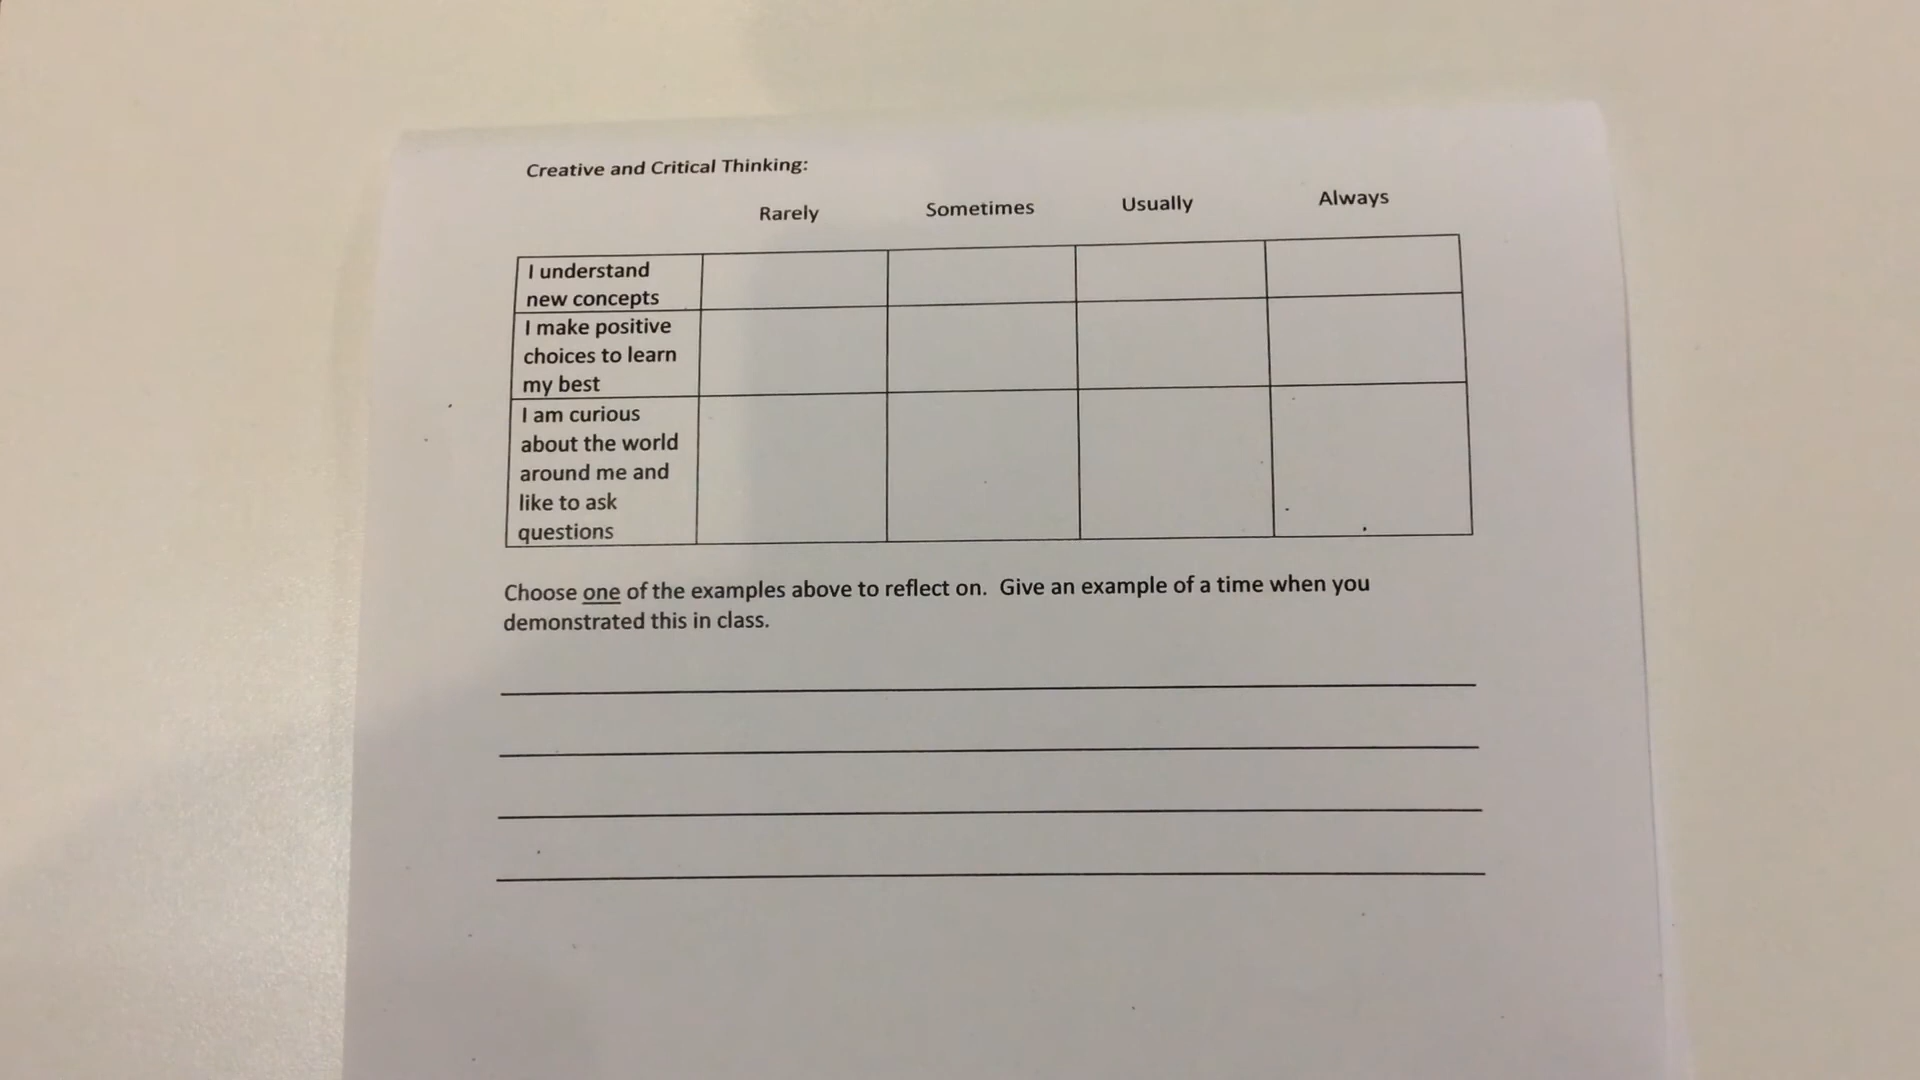 Creative and Critical Thinking:
Rarely Sometimes Usually Always
I understand
new concepts
I make positive
choices to learn
my best
I am curious
about the world
around me and
like to ask
questions
Choose one of the examples above to reflect on. Give an example of a time when you
demonstrated this in class.